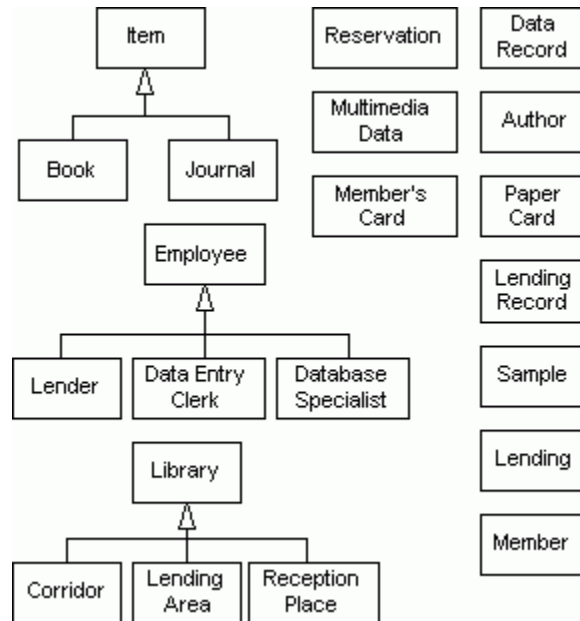 Item
Reservation
Data
Record
Multimedia
Data
Author
Book
Journal
Member's
Card
Paper
Card
Employee
Lending
Record
Lender
Data Entry
Clerk
Database
Specialist
Sample
Library
Lending
Member
Corridor
Lending
Area
Reception
Place